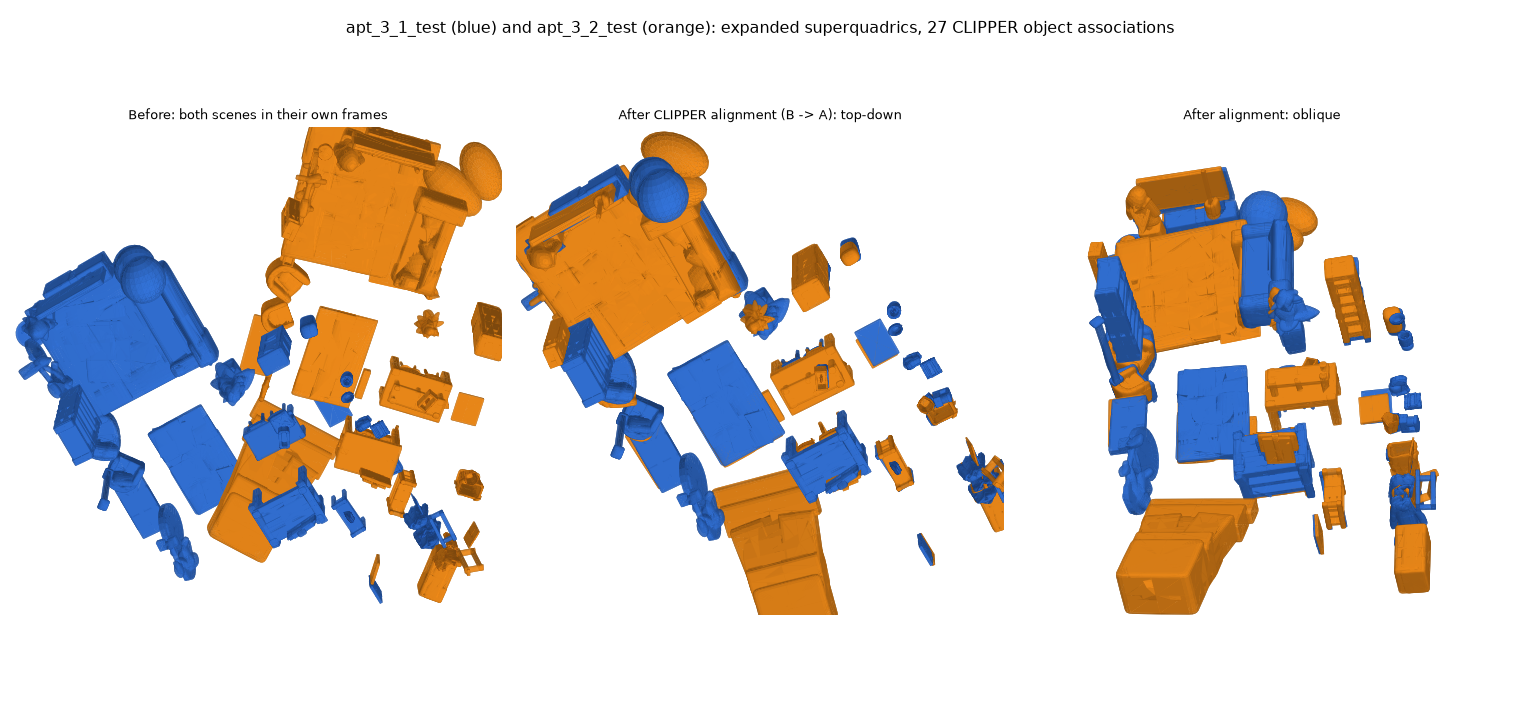 apt_3_1_test (blue) and apt_3_2_test (orange): expanded superquadrics, 27 CLIPPER object associations
Before: both scenes in their own frames
After CLIPPER alignment (B -> A): top-down
After alignment: oblique